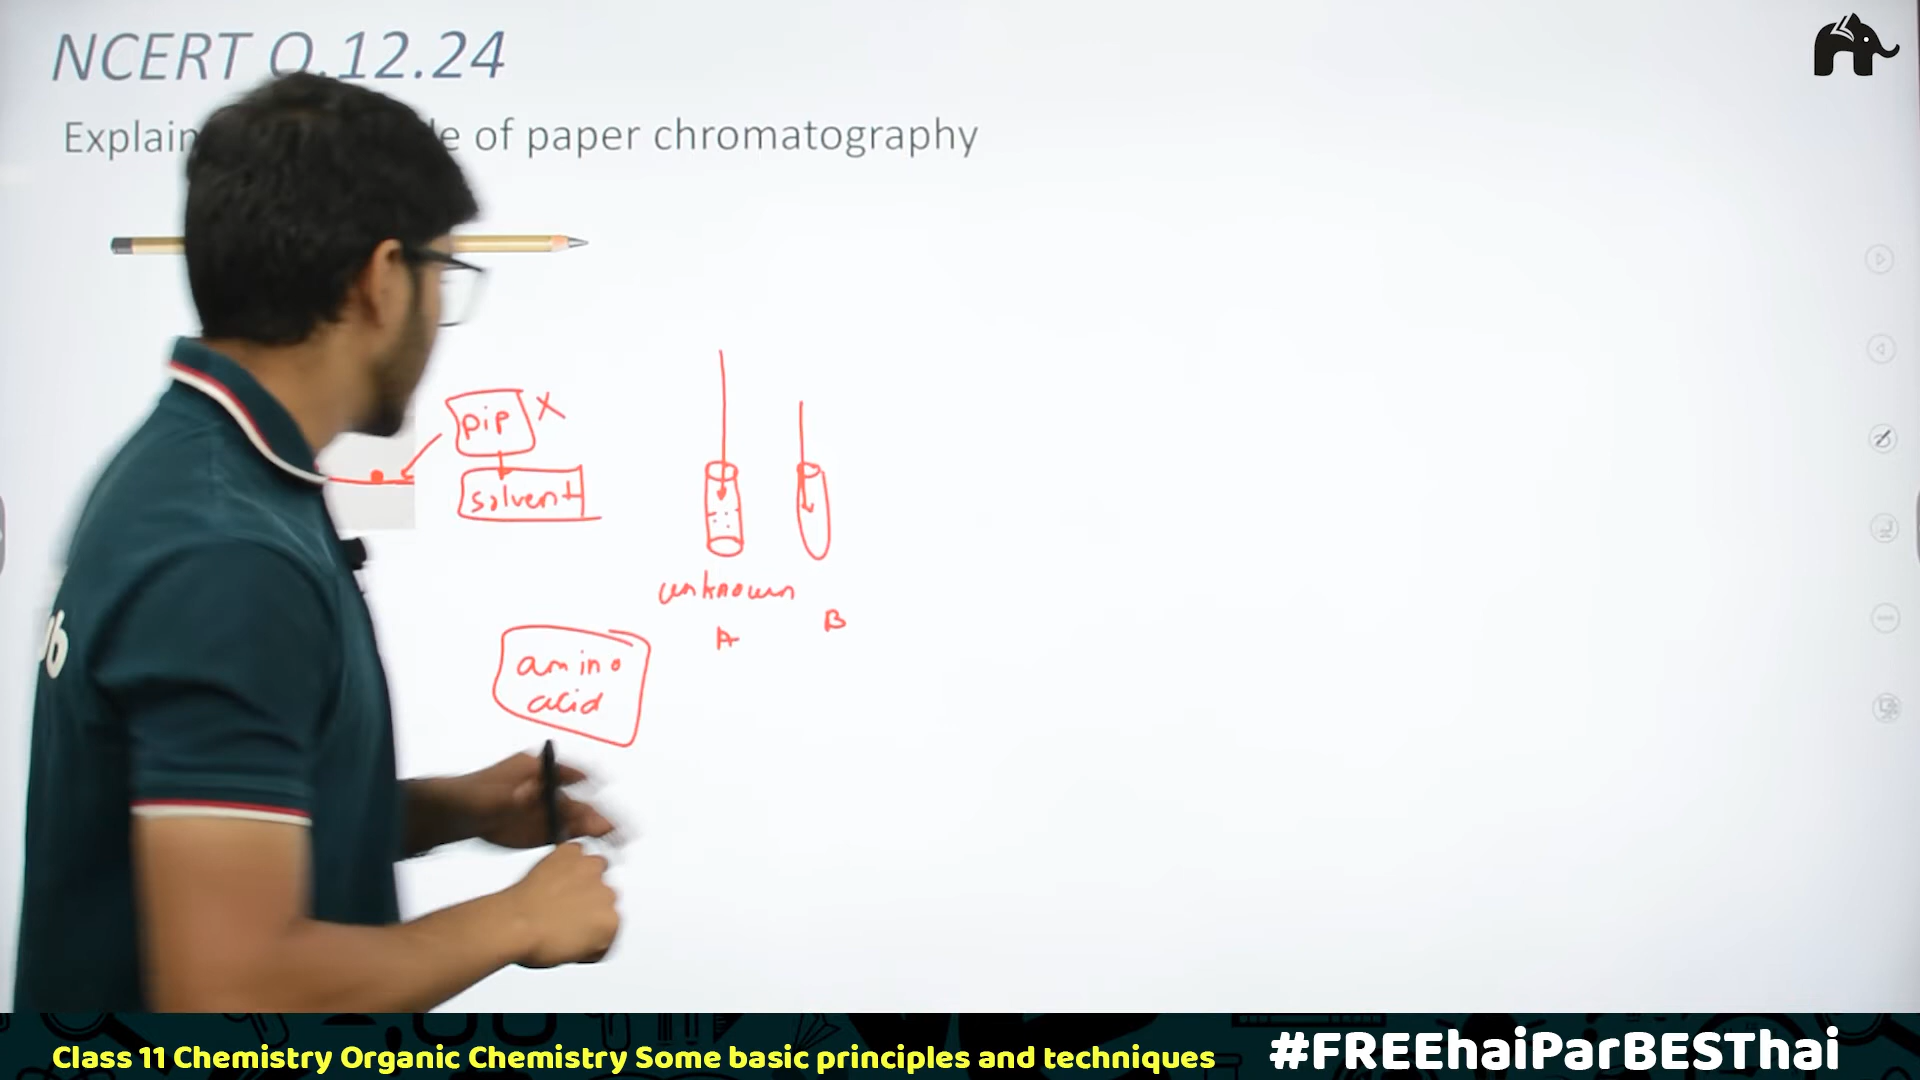 NCERT Q.12.24
Explain of paper chromatography
pip X
solvent
unknown
A
B
amino
acid
Class 11 Chemistry Organic Chemistry Some basic principles and techniques
#FREEhaiParBESThai